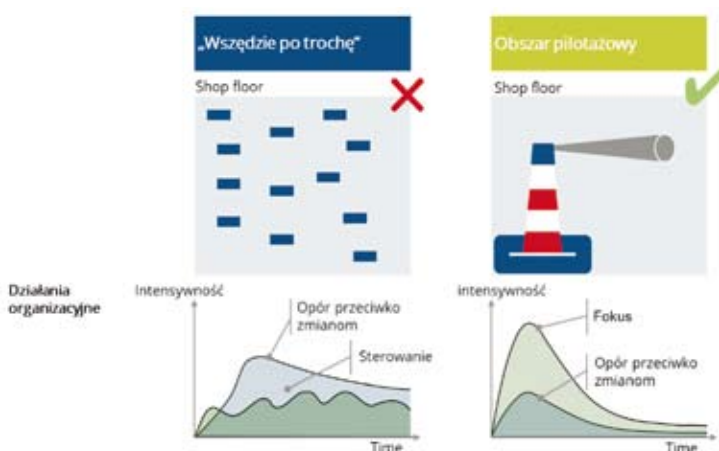 „Wszędzie po trochę“
Obszar pilotażowy
Shop floor
Shop floor
Działania
organizacyjne
Intensywność
Opór przeciwko
zmianom
Sterowanie
Time
intensywność
Fokus
Opór przeciwko
zmianom
Time